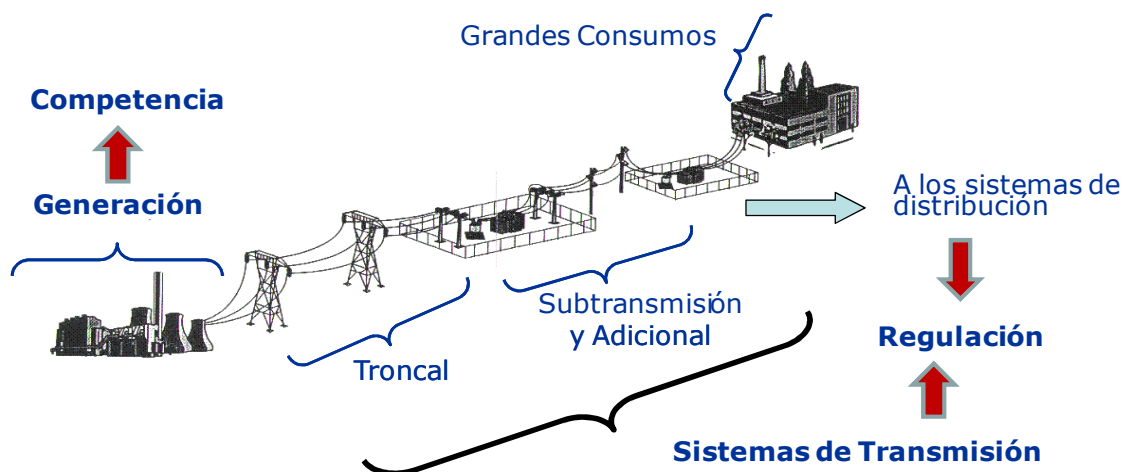 Grandes Consumos
Competencia
Generación
A los sistemas de
distribución
Subtransmisión
y Adicional
Troncal
Regulación
Sistemas de Transmisión